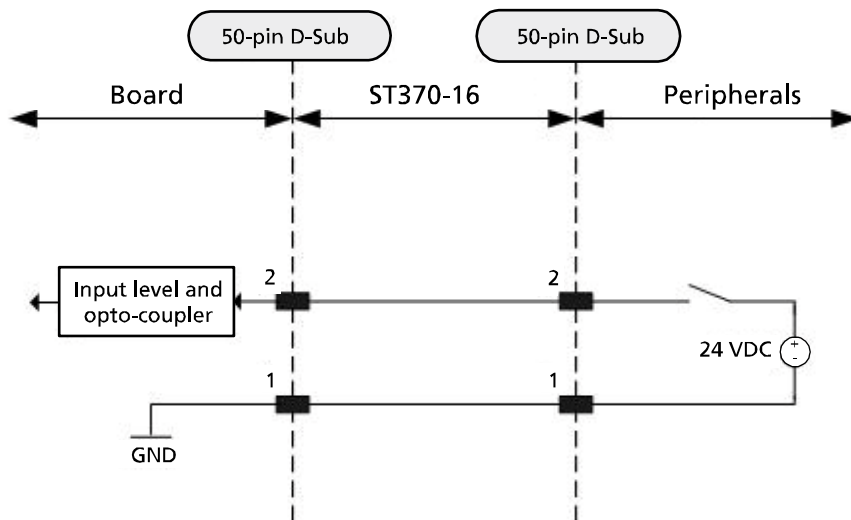 50-pin D-Sub
50-pin D-Sub
Board
ST370-16
Peripherals
2
2
Input level and
opto-coupler
+
24 VDC
-
1
1
GND